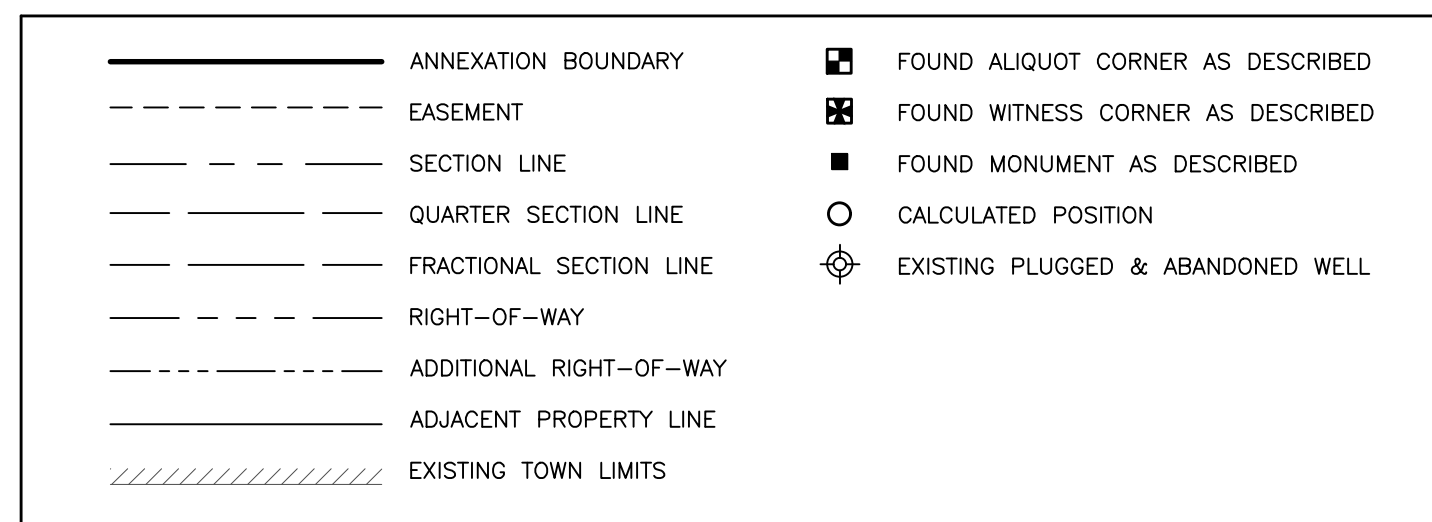 ANNEXATION BOUNDARY
EASEMENT
SECTION LINE
QUARTER SECTION LINE
FRACTIONAL SECTION LINE
RIGHT-OF-WAY
ADDITIONAL RIGHT-OF-WAY
ADJACENT PROPERTY LINE
EXISTING TOWN LIMITS
FOUND ALIQUOT CORNER AS DESCRIBED
FOUND WITNESS CORNER AS DESCRIBED
FOUND MONUMENT AS DESCRIBED
CALCULATED POSITION
EXISTING PLUGGED & ABANDONED WELL